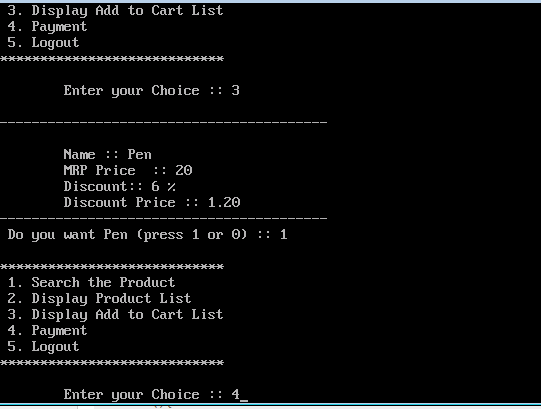 3. Display Add to Cart List
4. Payment
5. Logout
****************************
Enter your Choice :: 3
-----------------------------------------
Name :: Pen
MRP Price  :: 20
Discount:: 6 %
Discount Price :: 1.20
-----------------------------------------
Do you want Pen (press 1 or 0) :: 1
****************************
1. Search the Product
2. Display Product List
3. Display Add to Cart List
4. Payment
5. Logout
****************************
Enter your Choice :: 4_